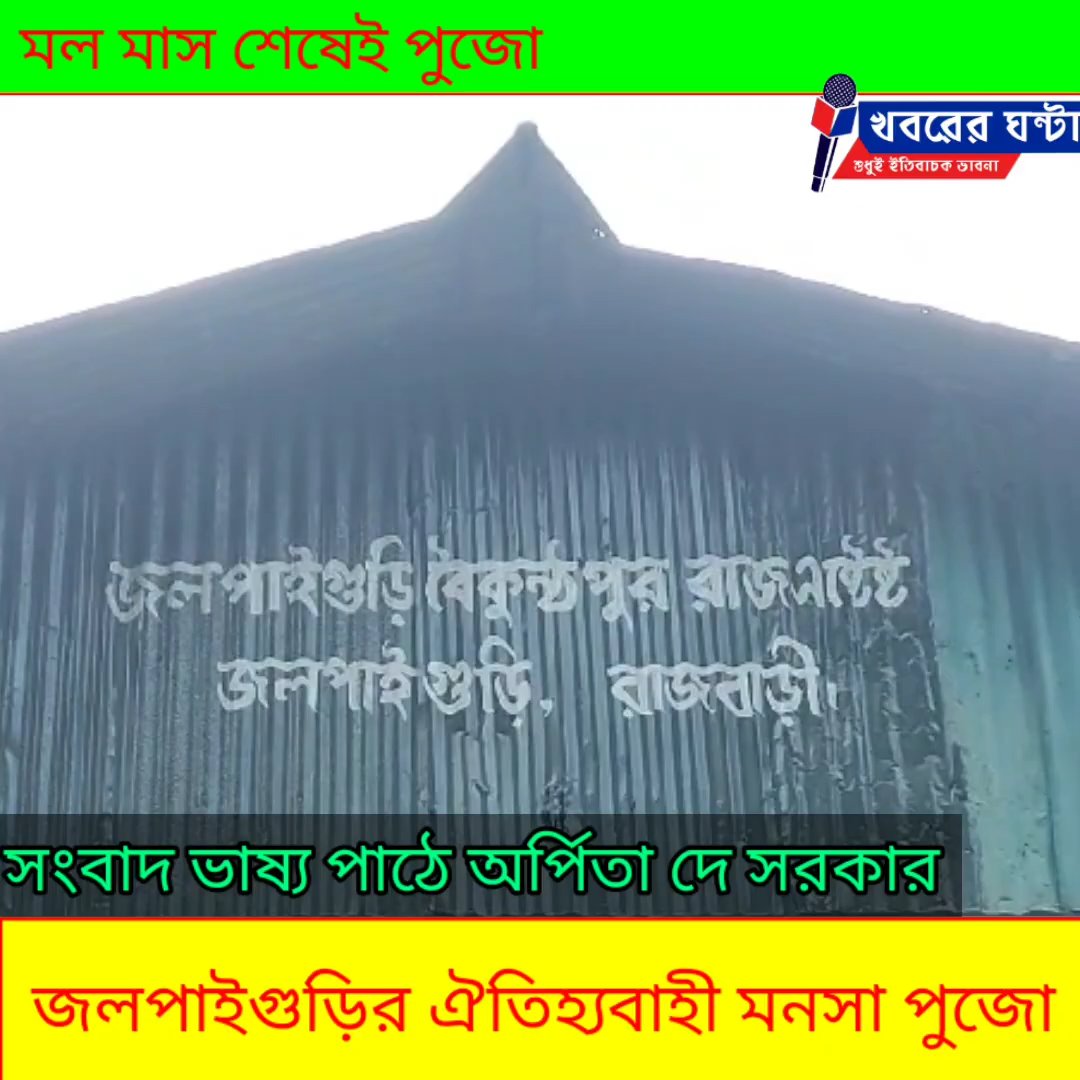 মল মাস শেষেই পুজো
খবরের ঘন্টা
শুধুই ইতিবাচক ভাবনা
জলপাইগুড়ি বৈকুন্ঠপুর রাজএষ্টেষ্ট
জলপাইগুড়ি, রাজবাড়ী,
সংবাদ ভাষ্য পাঠে অর্পিতা দে সরকার
জলপাইগুড়ির ঐতিহ্যবাহী মনসা পুজো